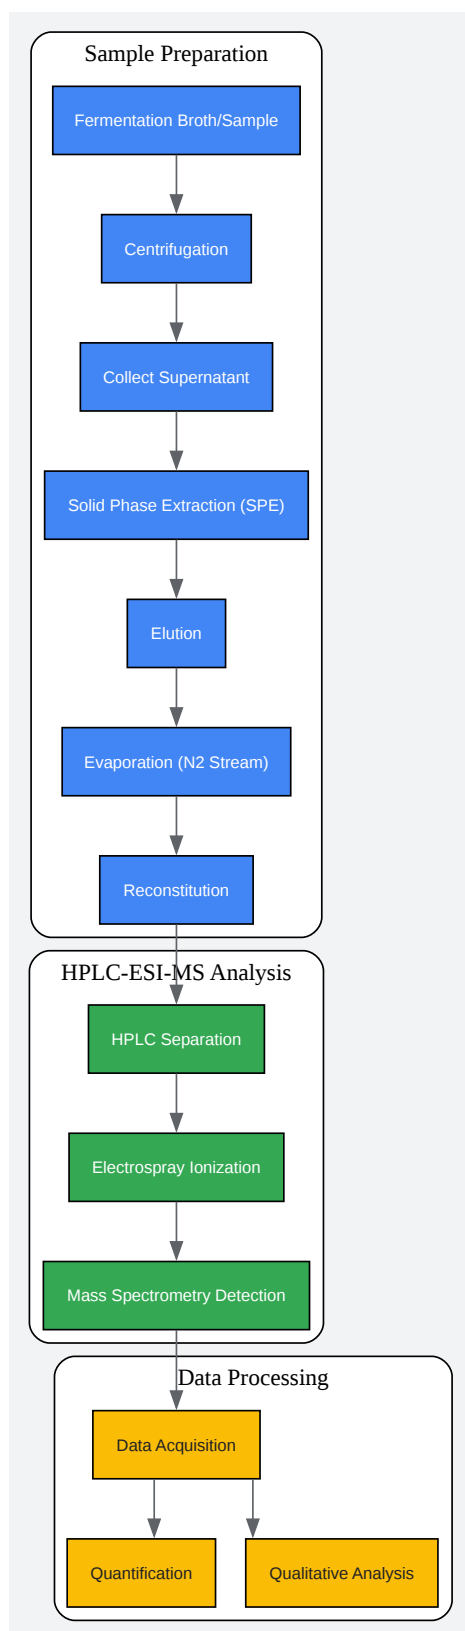 Sample Preparation
Fermentation Broth/Sample
Centrifugation
Collect Supernatant
Solid Phase Extraction (SPE)
Elution
Evaporation (N2 Stream)
Reconstitution
HPLC-ESI-MS Analysis
HPLC Separation
Electrospray Ionization
Mass Spectrometry Detection
Data Processing
Data Acquisition
Quantification
Qualitative Analysis